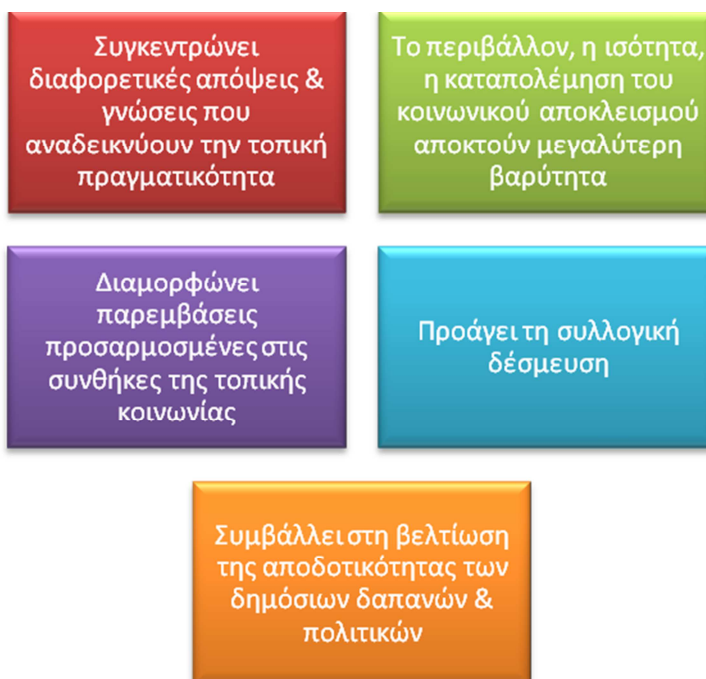 Συγκεντρώνει
διαφορετικές απόψεις &
γνώσεις που
αναδεικνύουν την τοπική
πραγματικότητα
Το περιβάλλον, η ισότητα,
η καταπολέμηση του
κοινωνικού αποκλεισμού
αποκτούν μεγαλύτερη
βαρύτητα
Διαμορφώνει
παρεμβάσεις
προσαρμοσμένες στις
συνθήκες της τοπικής
κοινωνίας
Προάγει τη συλλογική
δέσμευση
Συμβάλλει στη βελτίωση
της αποδοτικότητας των
δημόσιων δαπανών &
πολιτικών